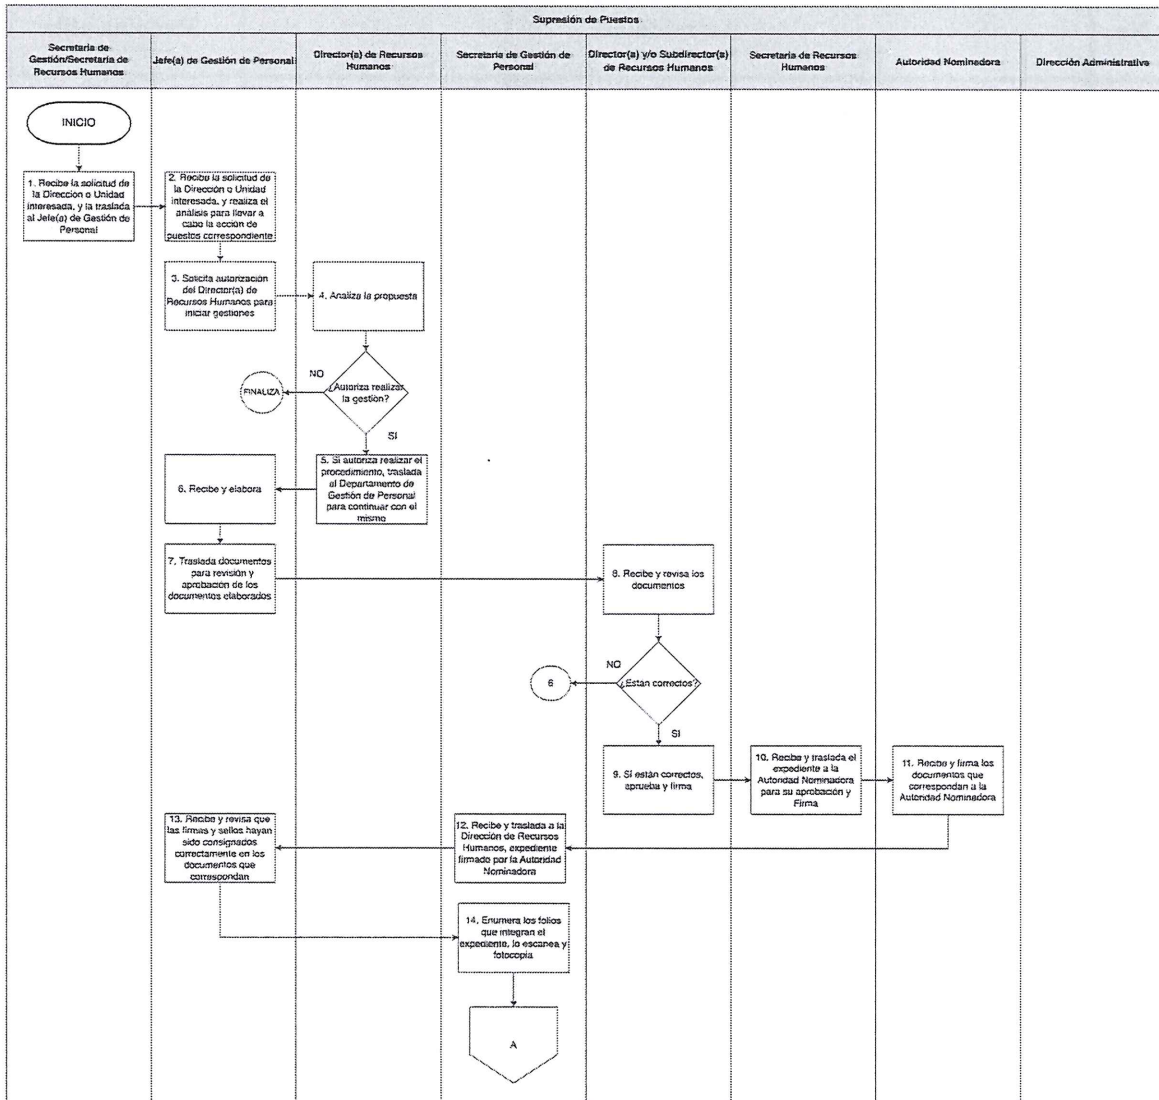 Supresión de Puestos
Secretaria de
Gestión/Secretaria de
Recursos Humanos
Jefe(a) de Gestión de Personal
Director(a) de Recursos
Humanos
Secretaria de Gestión de
Personal
Director(a) y/o Subdirector(a)
de Recursos Humanos
Secretaria de Recursos
Humanos
Autoridad Nominadora
Dirección Administrativa
INICIO
1. Recibe la solicitud de
la Dirección o Unidad
interesada, y la traslada
al Jefe(a) de Gestión de
Personal
2. Recibe la solicitud de
la Dirección o Unidad
interesada, y realiza el
análisis para llevar a
cabo la acción de
puestos correspondiente
3. Solicita autorización
del Director(a) de
Recursos Humanos para
iniciar gestiones
4. Analiza la propuesta
NO
FINALIZA
¿Autoriza realizar
la gestión?
SI
5. Si autoriza realizar el
procedimiento, traslada
al Departamento de
Gestión de Personal
para continuar con el
mismo
6. Recibe y elabora
7. Traslada documentos
para revisión y
aprobación de los
documentos elaborados
8. Recibe y revisa los
documentos
NO
6
¿Están correctos?
SI
9. Si están correctos,
aprueba y firma
10. Recibe y traslada el
expediente a la
Autoridad Nominadora
para su aprobación y
Firma
11. Recibe y firma los
documentos que
correspondan a la
Autoridad Nominadora
12. Recibe y traslada a la
Dirección de Recursos
Humanos, expediente
firmado por la Autoridad
Nominadora
13. Recibe y revisa que
las firmas y sellos hayan
sido consignados
correctamente en los
documentos que
correspondan
14. Enumera los folios
que integran el
expediente, lo escanea y
fotocopia
A